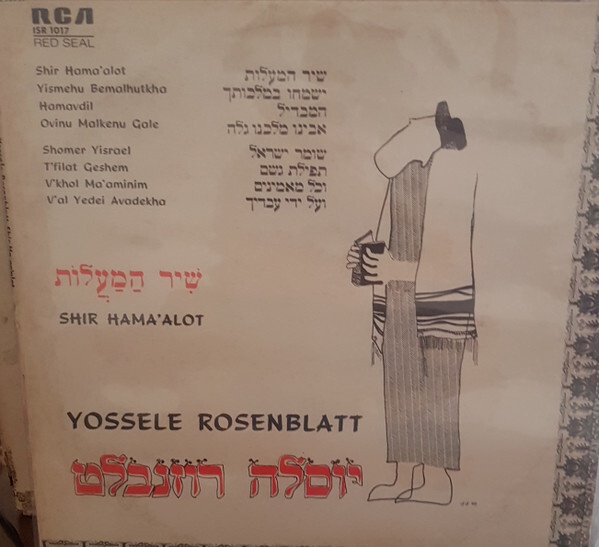 RCA
ISR 1017
RED SEAL
Shir Hama'alot שיר המעלות
Yismehu Bemalhutkha ישמחו במלכותך
Hamavdil המבדיל
Ovinu Malkenu Gale אבינו מלכנו גלה
Shomer Yisrael שומר ישראל
T'filat Geshem תפילת גשם
V'khol Ma'aminim וכל מאמינים
V'al Yedei Avadekha ועל ידי עבדיך
שִׁיר הַמַּעֲלוֹת
SHIR HAMA'ALOT
YOSSELE ROSENBLATT
יוסלה רוזנבלט